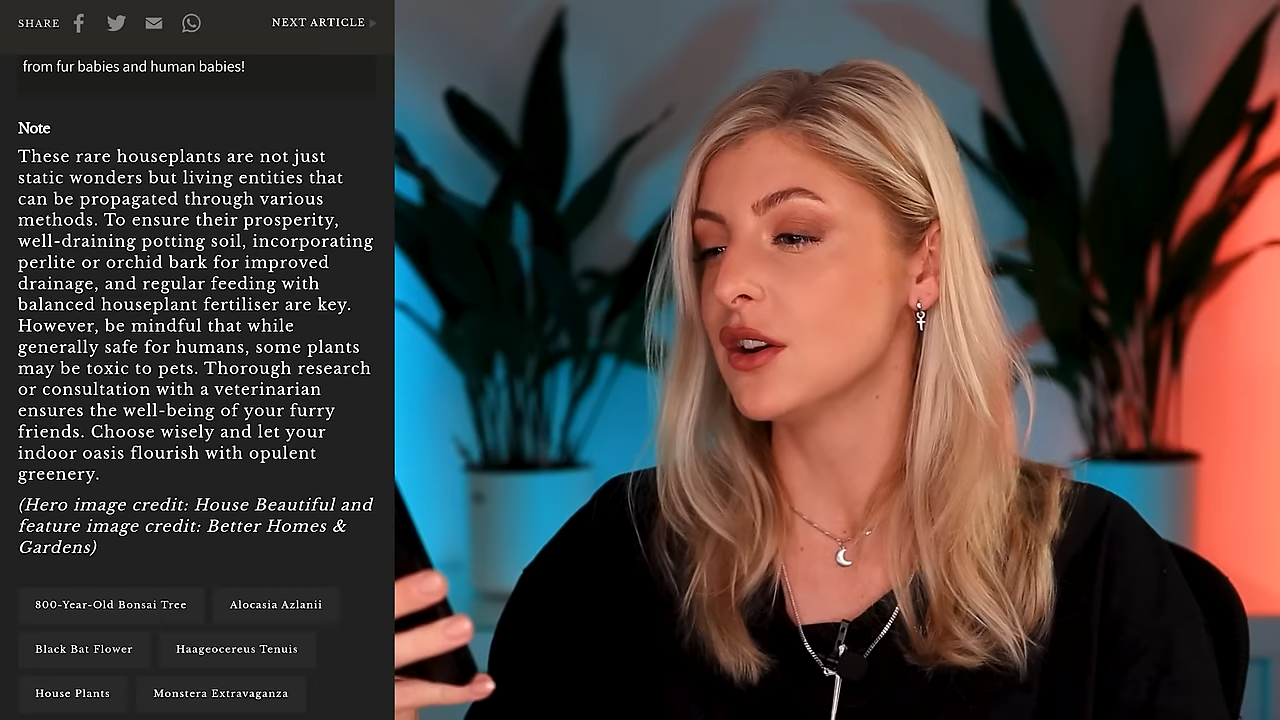 SHARE
NEXT ARTICLE
from fur babies and human babies!
Note
These rare houseplants are not just
static wonders but living entities that
can be propagated through various
methods. To ensure their prosperity,
well-draining potting soil, incorporating
perlite or orchid bark for improved
drainage, and regular feeding with
balanced houseplant fertiliser are key.
However, be mindful that while
generally safe for humans, some plants
may be toxic to pets. Thorough research
or consultation with a veterinarian
ensures the well-being of your furry
friends. Choose wisely and let your
indoor oasis flourish with opulent
greenery.
(Hero image credit: House Beautiful and
feature image credit: Better Homes &
Gardens)
800-Year-Old Bonsai Tree
Alocasia Azlanii
Black Bat Flower
Haageocereus Tenuis
House Plants
Monstera Extravaganza